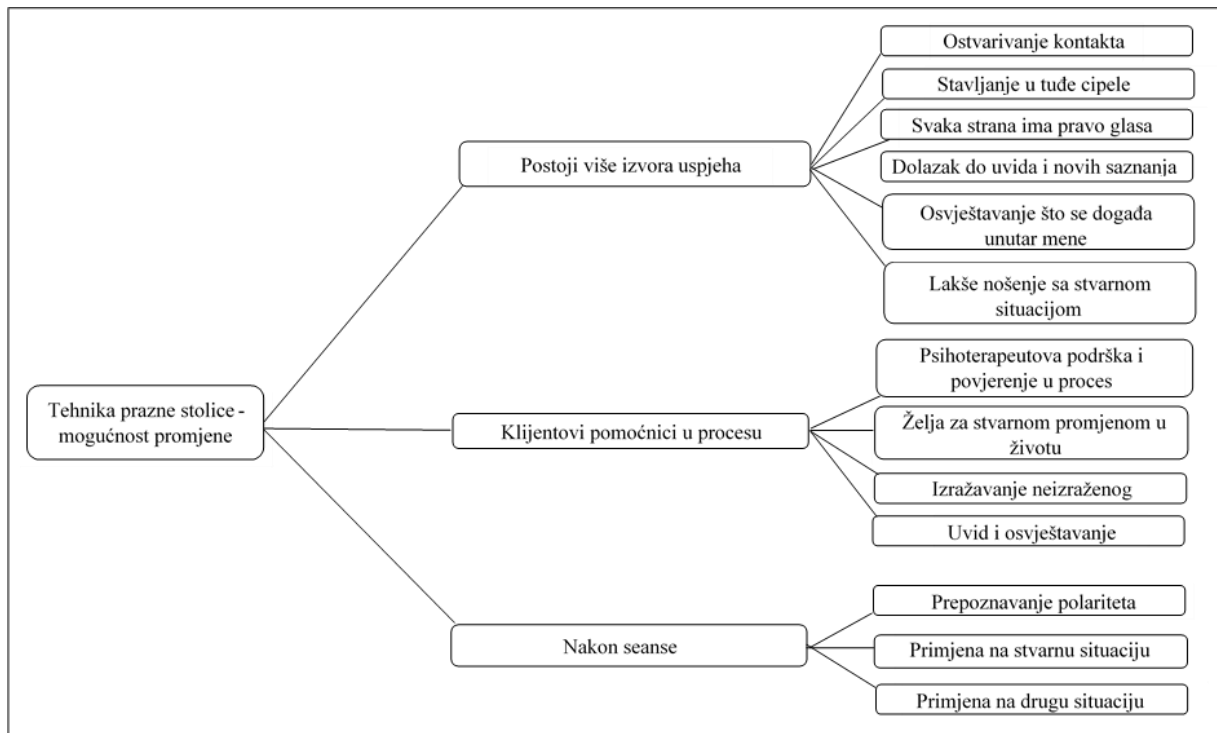 Tehnika prazne stolice -
mogućnost promjene
Postoji više izvora uspjeha
Ostvarivanje kontakta
Stavljanje u tuđe cipele
Svaka strana ima pravo glasa
Dolazak do uvida i novih saznanja
Osvještavanje što se događa
unutar mene
Lakše nošenje sa stvarnom
situacijom
Klijentovi pomoćnici u procesu
Psihoterapeutova podrška i
povjerenje u proces
Želja za stvarnom promjenom u
životu
Izražavanje neizraženog
Uvid i osvještavanje
Nakon seanse
Prepoznavanje polariteta
Primjena na stvarnu situaciju
Primjena na drugu situaciju